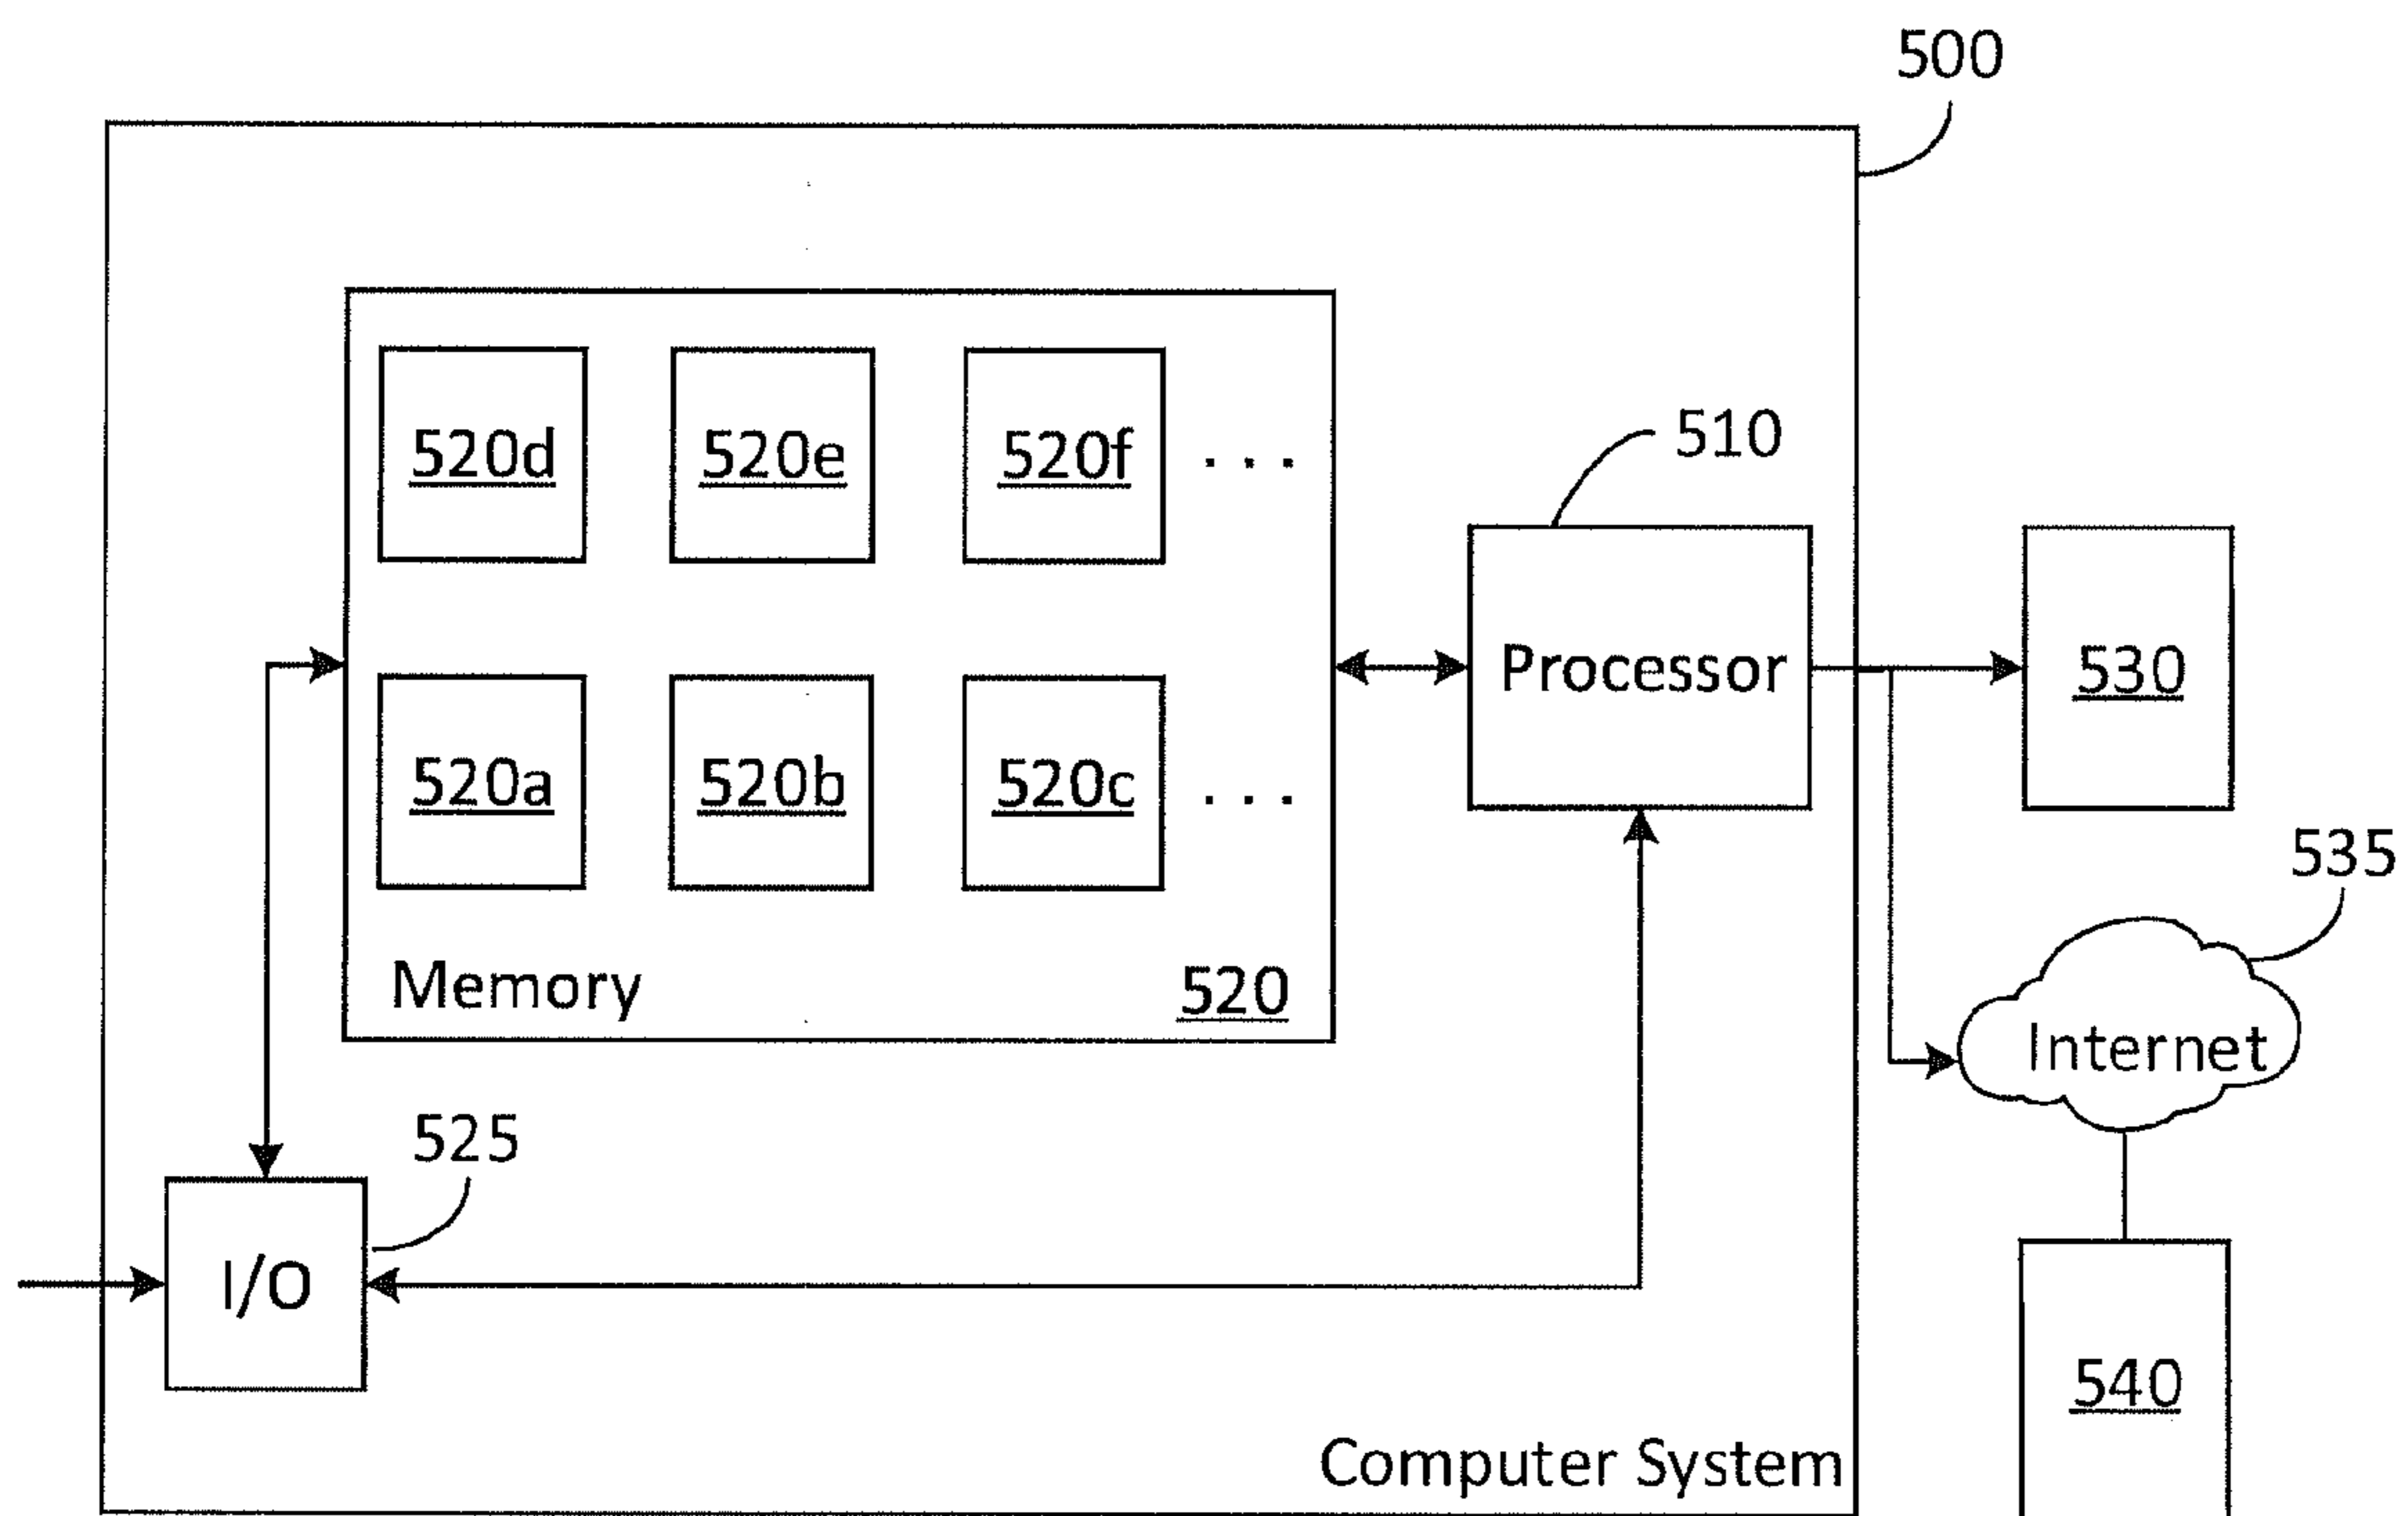 500
520d
520e
520f
. . .
510
Processor
530
520a
520b
520c
. . .
535
Memory
520
Internet
525
I/O
540
Computer System